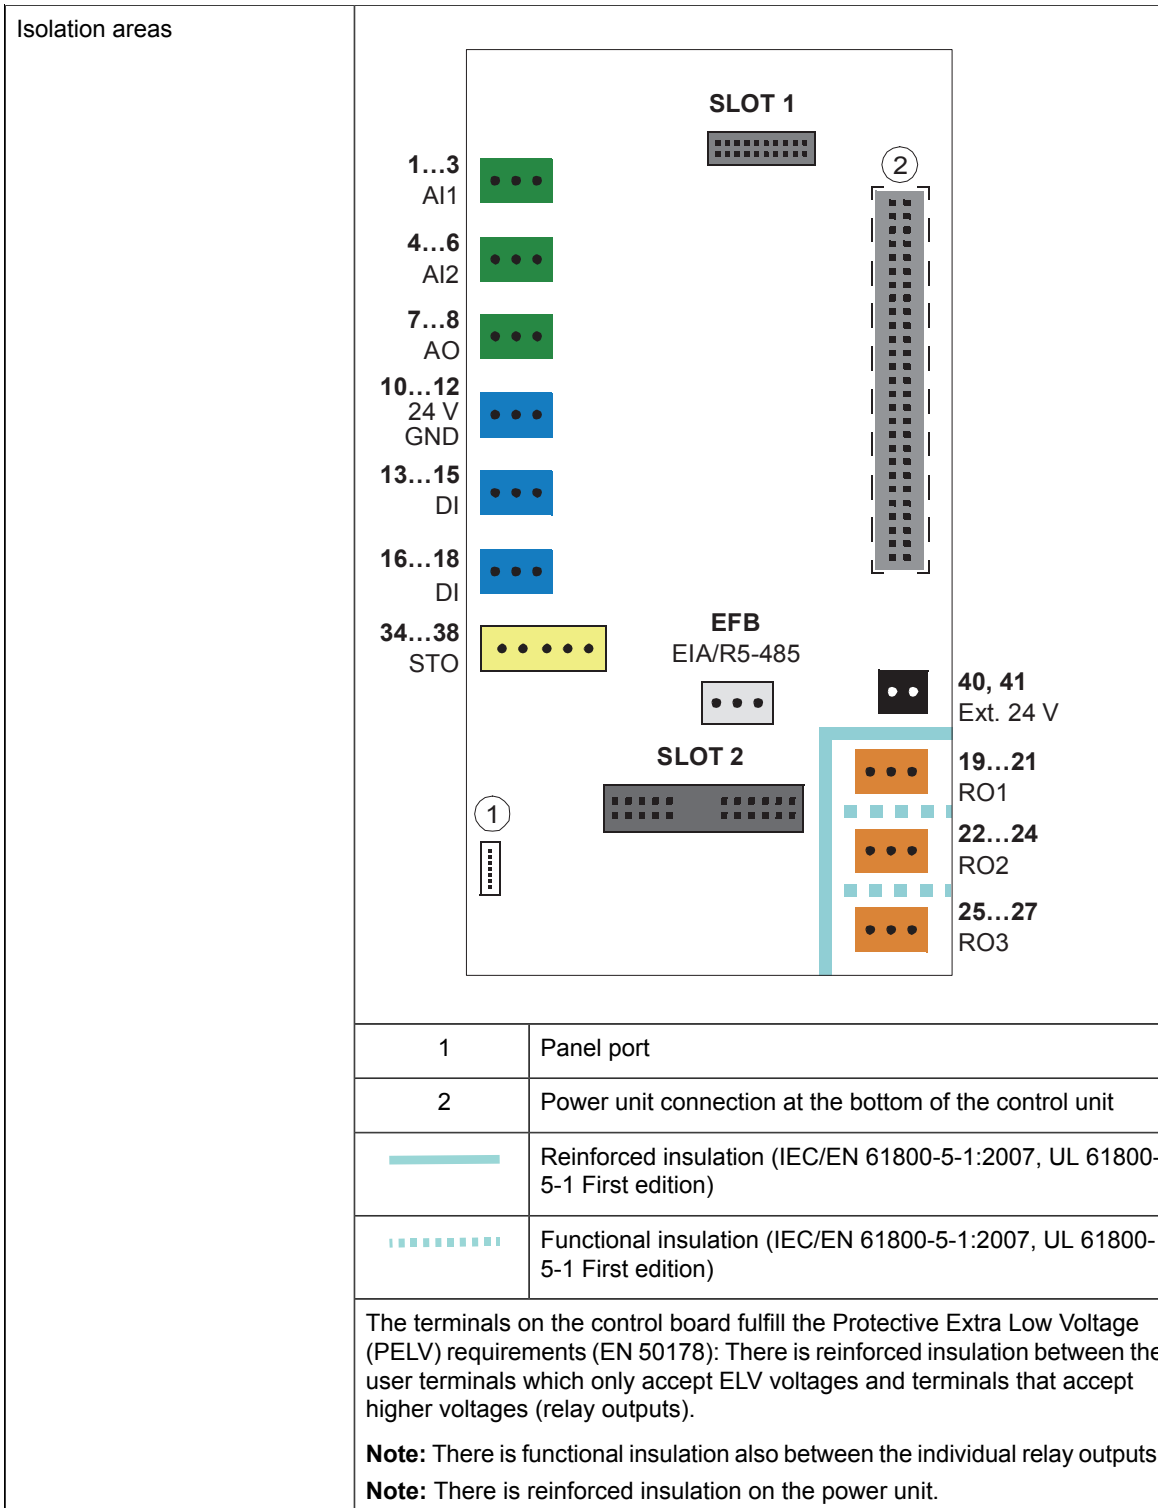 Isolation areas
SLOT 1
2
1…3
AI1
4…6
AI2
7…8
AO
10…12
24 V
GND
13…15
DI
16…18
DI
34…38
STO
EFB
EIA/R5-485
40, 41
Ext. 24 V
SLOT 2
19…21
RO1
1
22…24
RO2
25…27
RO3
1 Panel port
2 Power unit connection at the bottom of the control unit
Reinforced insulation (IEC/EN 61800-5-1:2007, UL 61800-
5-1 First edition)
Functional insulation (IEC/EN 61800-5-1:2007, UL 61800-
5-1 First edition)
The terminals on the control board fulfill the Protective Extra Low Voltage
(PELV) requirements (EN 50178): There is reinforced insulation between the
user terminals which only accept ELV voltages and terminals that accept
higher voltages (relay outputs).
Note: There is functional insulation also between the individual relay outputs
Note: There is reinforced insulation on the power unit.